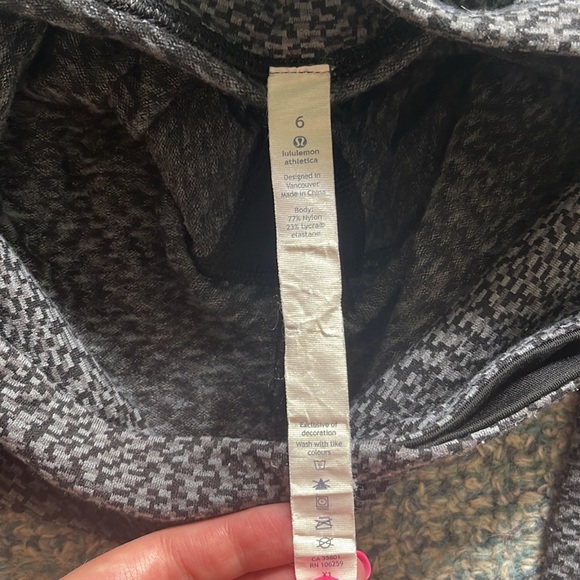 6
lululemon
athletica
Designed in
Vancouver
Made in China
Body:
77% Nylon
23% Lycra®
elastane
Exclusive of
decoration
Wash with like
colours
CA 35801
RN 106259